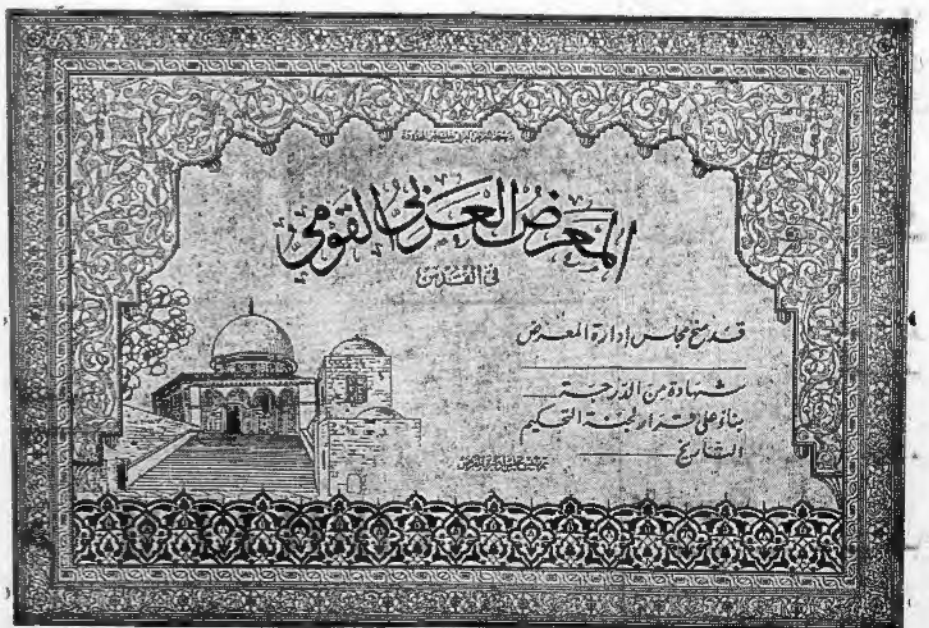 المعرض العربي القومي
في القدس
قد منح مجلس إدارة المعرض
شهادة من الدرجة
بناءً على قرار لجنة التحكيم
التاريخ